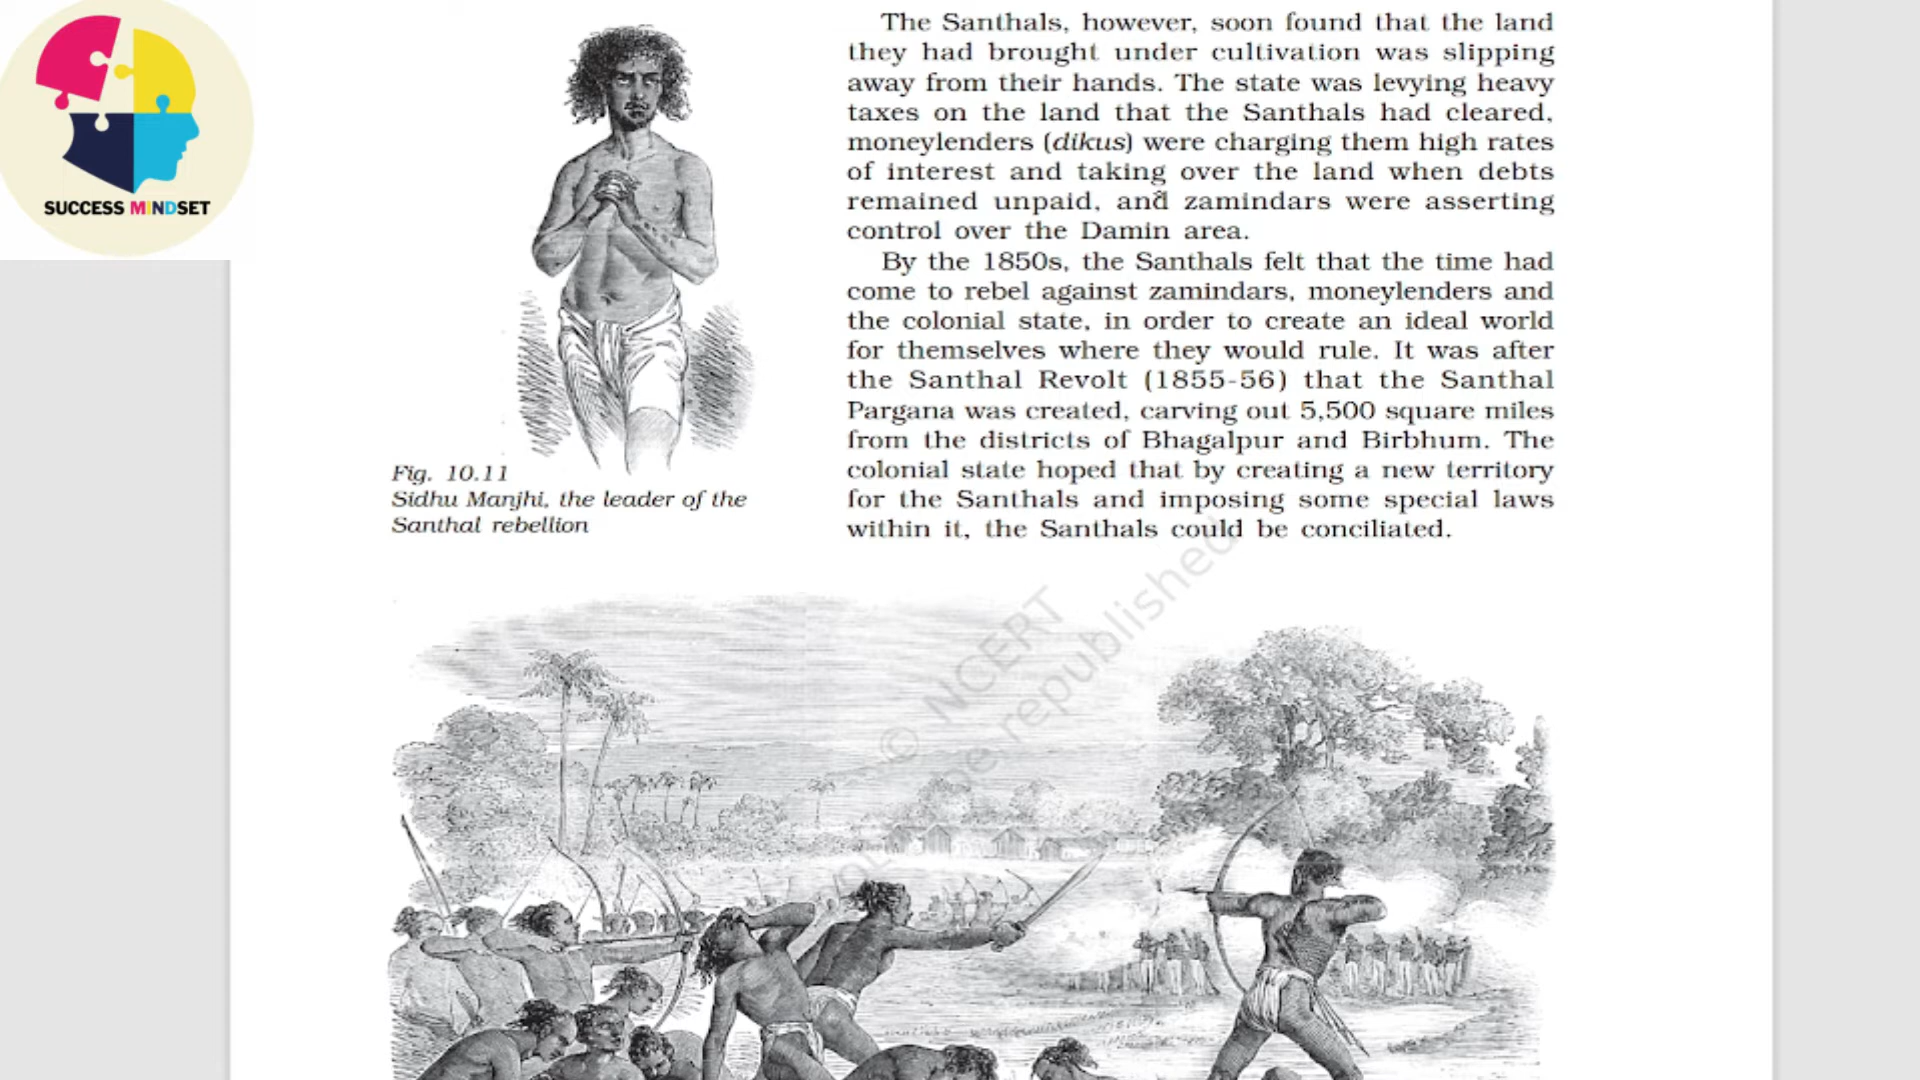 SUCCESS MINDSET
Fig. 10.11
Sidhu Manjhi, the leader of the
Santhal rebellion
The Santhals, however, soon found that the land
they had brought under cultivation was slipping
away from their hands. The state was levying heavy
taxes on the land that the Santhals had cleared,
moneylenders (dikus) were charging them high rates
of interest and taking over the land when debts
remained unpaid, and zamindars were asserting
control over the Damin area.
By the 1850s, the Santhals felt that the time had
come to rebel against zamindars, moneylenders and
the colonial state, in order to create an ideal world
for themselves where they would rule. It was after
the Santhal Revolt (1855-56) that the Santhal
Pargana was created, carving out 5,500 square miles
from the districts of Bhagalpur and Birbhum. The
colonial state hoped that by creating a new territory
for the Santhals and imposing some special laws
within it, the Santhals could be conciliated.
© NCERT
be republished